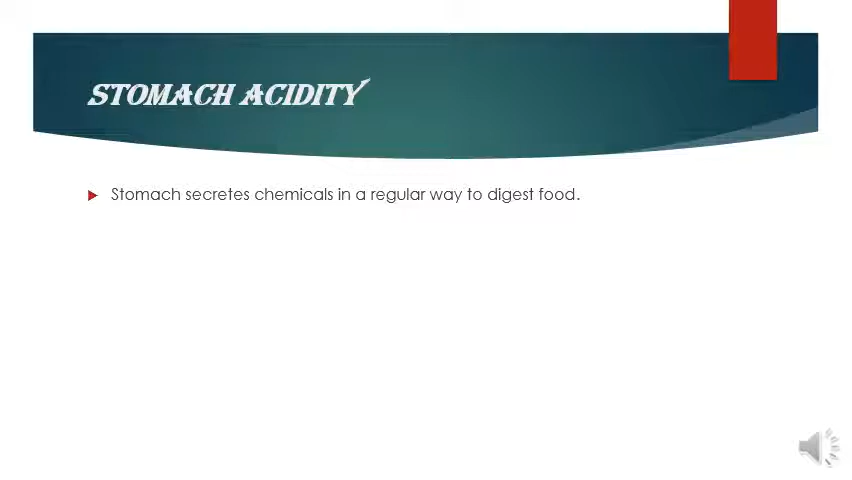 STOMACH ACIDITY
Stomach secretes chemicals in a regular way to digest food.